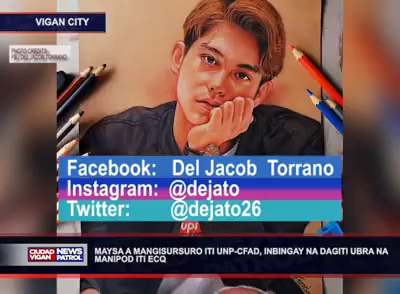 VIGAN CITY
PHOTO CREDITS:
FB/DEL JACOB TORRANO
Facebook: Del Jacob Torrano
Instagram: @dejato
Twitter: @dejato26
upi
CIUDAD VIGAN NEWS PATROL
MAYSA A MANGISURSURO ITI UNP-CFAD, INBINGAY NA DAGITI UBRA NA
MANIPOD ITI ECQ